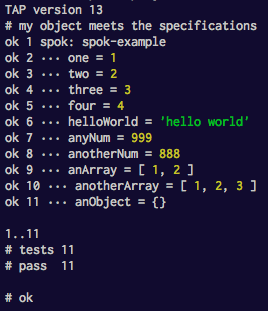 TAP version 13
# my object meets the specifications
ok 1 spok: spok-example
ok 2 ··· one = 1
ok 3 ··· two = 2
ok 4 ··· three = 3
ok 5 ··· four = 4
ok 6 ··· helloWorld = 'hello world'
ok 7 ··· anyNum = 999
ok 8 ··· anotherNum = 888
ok 9 ··· anArray = [ 1, 2 ]
ok 10 ··· anotherArray = [ 1, 2, 3 ]
ok 11 ··· anObject = {}
1..11
# tests 11
# pass  11
# ok